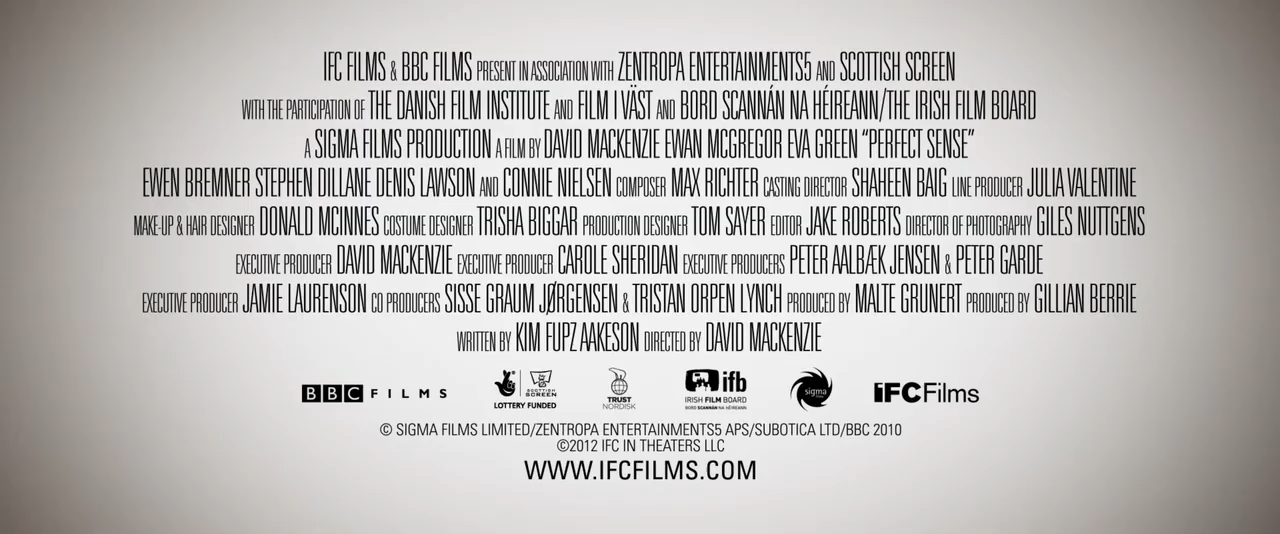 IFC FILMS & BBC FILMS PRESENT IN ASSOCIATION WITH ZENTROPA ENTERTAINMENTS5 AND SCOTTISH SCREEN
WITH THE PARTICIPATION OF THE DANISH FILM INSTITUTE AND FILM I VÄST AND BORD SCANNÁN NA HÉIREANN/THE IRISH FILM BOARD
A SIGMA FILMS PRODUCTION A FILM BY DAVID MACKENZIE EWAN MCGREGOR EVA GREEN “PERFECT SENSE”
EWEN BREMNER STEPHEN DILLANE DENIS LAWSON AND CONNIE NIELSEN COMPOSER MAX RICHTER CASTING DIRECTOR SHAHEEN BAIG LINE PRODUCER JULIA VALENTINE
MAKE-UP & HAIR DESIGNER DONALD MCINNES COSTUME DESIGNER TRISHA BIGGAR PRODUCTION DESIGNER TOM SAYER EDITOR JAKE ROBERTS DIRECTOR OF PHOTOGRAPHY GILES NUTTGENS
EXECUTIVE PRODUCER DAVID MACKENZIE EXECUTIVE PRODUCER CAROLE SHERIDAN EXECUTIVE PRODUCERS PETER AALBÆK JENSEN & PETER GARDE
EXECUTIVE PRODUCER JAMIE LAURENSON CO PRODUCERS SISSE GRAUM JØRGENSEN & TRISTAN ORPEN LYNCH PRODUCED BY MALTE GRUNERT PRODUCED BY GILLIAN BERRIE
WRITTEN BY KIM FUPZ AAKESON DIRECTED BY DAVID MACKENZIE
BBC FILMS
SCOTTISH SCREEN
LOTTERY FUNDED
TRUST
NORDISK
ifb
IRISH FILM BOARD
BORD SCANNÁN NA HÉIREANN
sigma
IFC Films
© SIGMA FILMS LIMITED/ZENTROPA ENTERTAINMENTS5 APS/SUBOTICA LTD/BBC 2010
©2012 IFC IN THEATERS LLC
WWW.IFCFILMS.COM